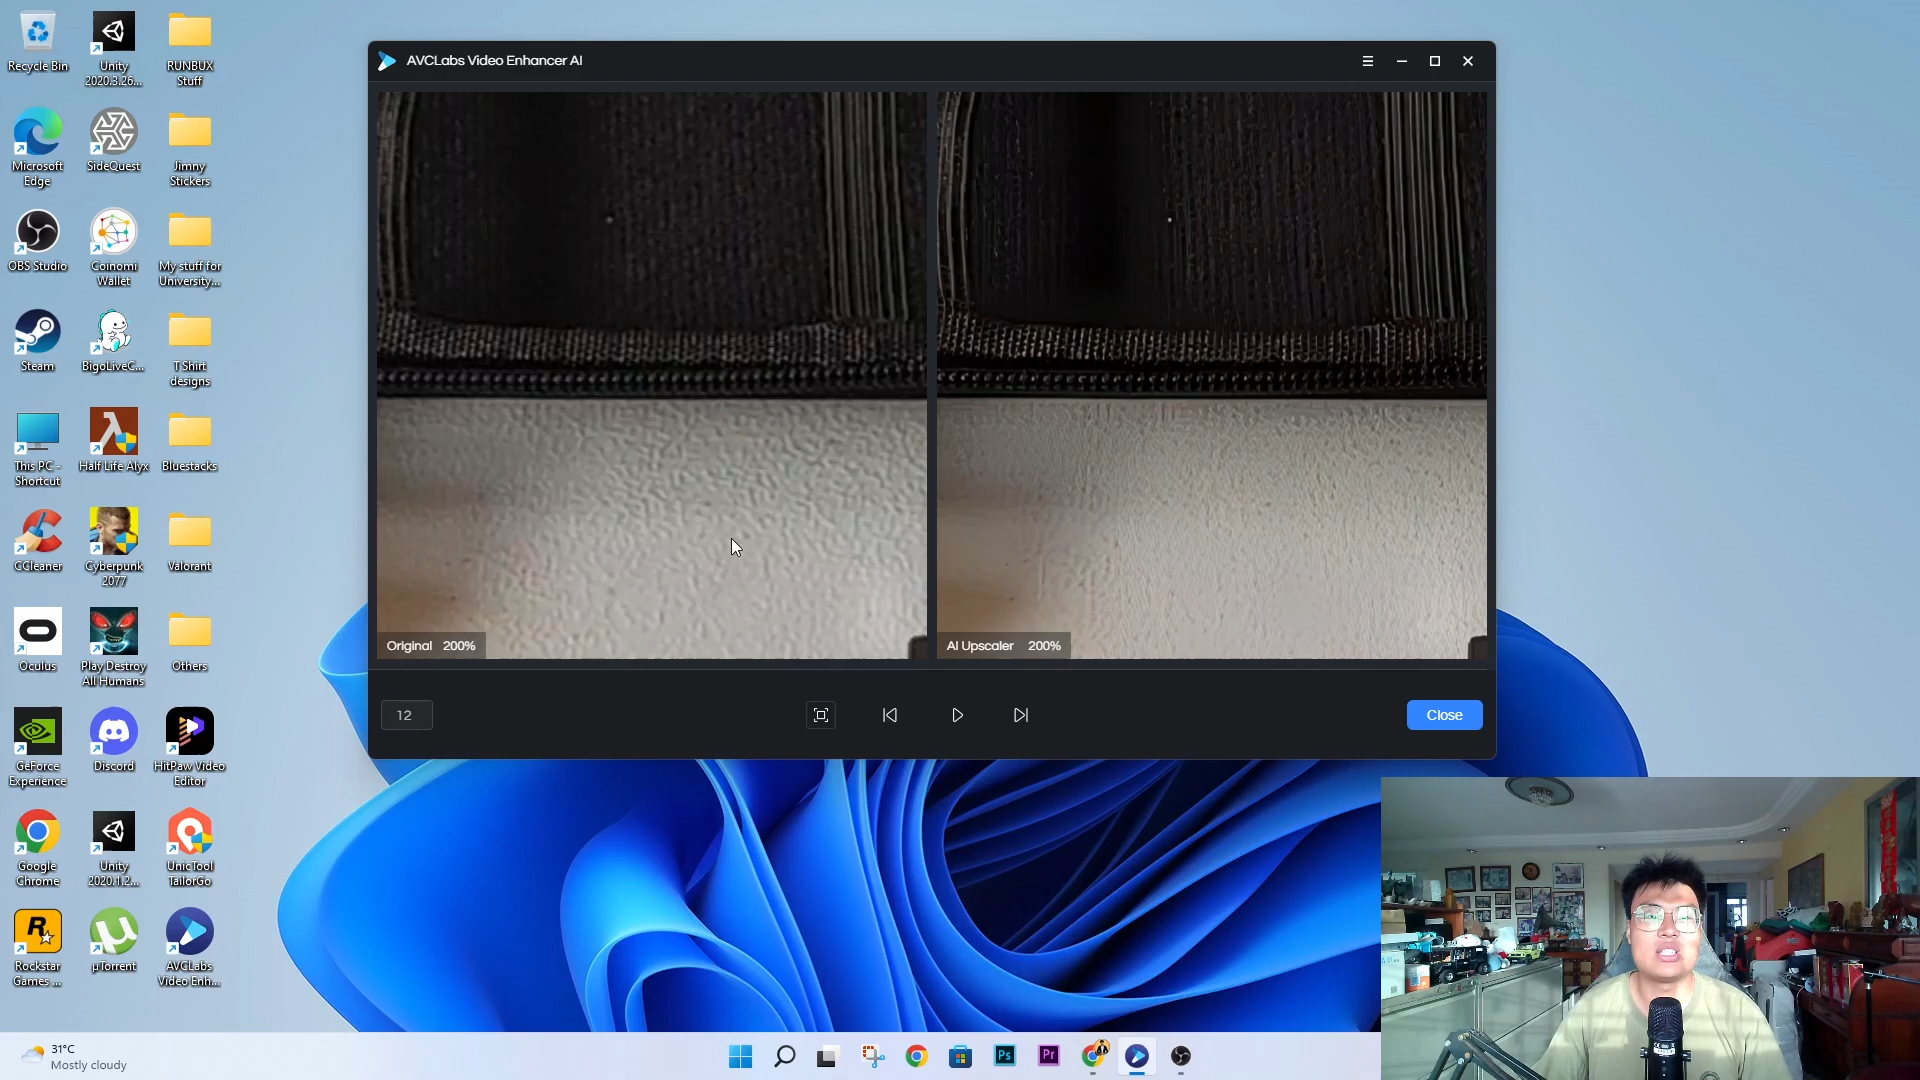 AVCLabs Video Enhancer AI
Original 200%
AI Upscaler 200%
12
Close
Recycle Bin
Unity
2020.3.26...
RUNBUX
Stuff
Microsoft
Edge
SideQuest
Jimny
Stickers
OBS Studio
Coinomi
Wallet
My stuff for
University...
Steam
BigoLiveC...
T Shirt
designs
This PC -
Shortcut
Half Life Alyx
Bluestacks
CCleaner
Cyberpunk
2077
Valorant
Oculus
Play Destroy
All Humans
Others
GeForce
Experience
Discord
HitPaw Video
Editor
Google
Chrome
Unity
2020.1.2...
UnicTool
TailorGo
R
Rockstar
Games ...
µTorrent
AVCLabs
Video Enh...
31°C
Mostly cloudy
Ps
Pr